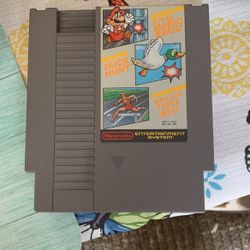 SUPER
MARIO
BROS.
DUCK
HUNT
WORLD CLASS
TRACK
MEET
Nintendo
ENTERTAINMENT
SYSTEM